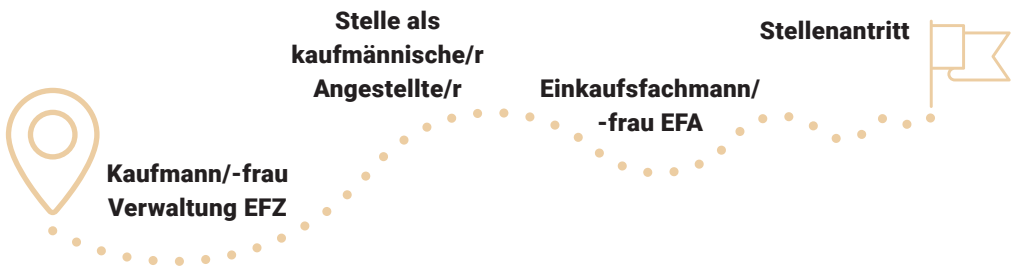 Kaufmann/-frau
Verwaltung EFZ
Stelle als
kaufmännische/r
Angestellte/r
Einkaufsfachmann/
-frau EFA
Stellenantritt